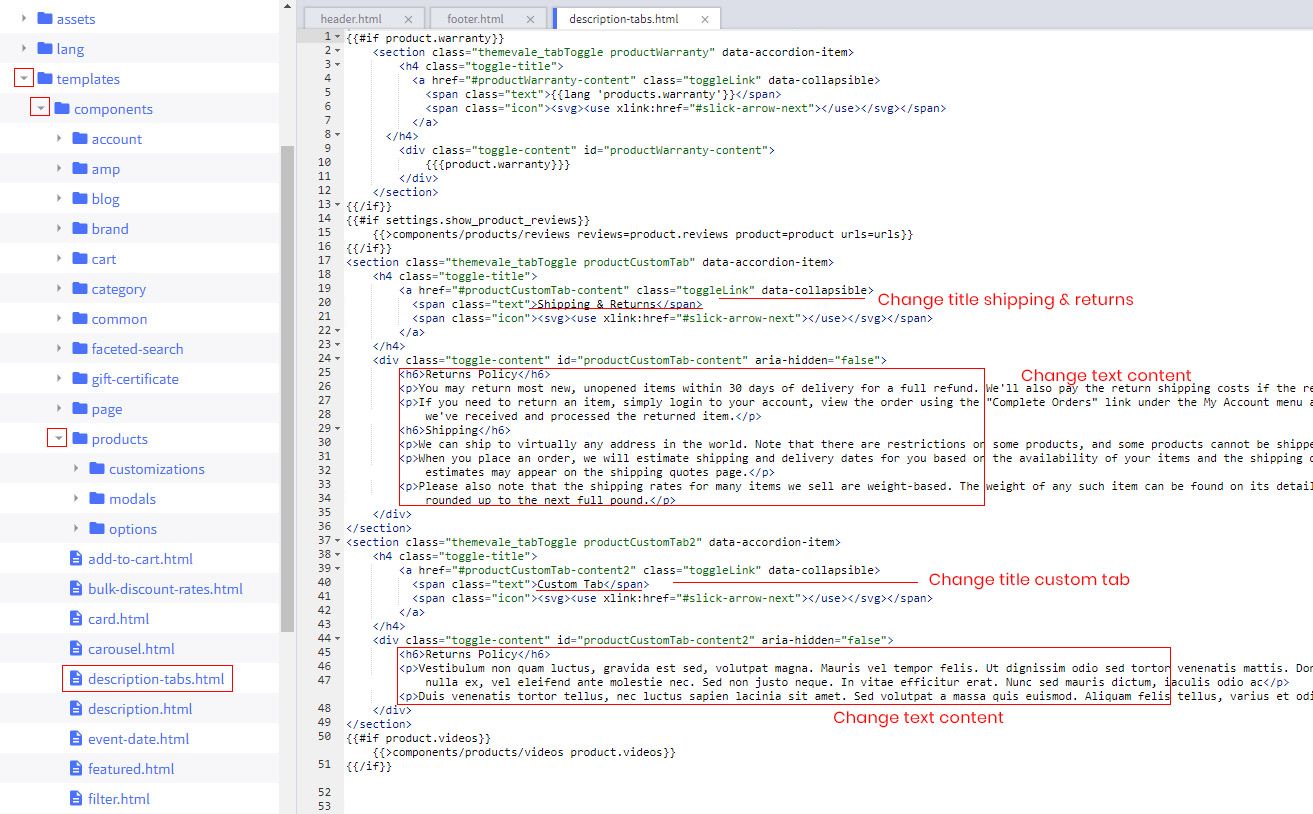 assets
lang
templates
components
account
amp
blog
brand
cart
category
common
faceted-search
gift-certificate
page
products
customizations
modals
options
add-to-cart.html
bulk-discount-rates.html
card.html
carousel.html
description-tabs.html
description.html
event-date.html
featured.html
filter.html
header.html × footer.html × description-tabs.html ×
1 {{#if product.warranty}}
2 <section class="themevale_tabToggle productWarranty" data-accordion-item>
3 <h4 class="toggle-title">
4 <a href="#productWarranty-content" class="toggleLink" data-collapsible>
5 <span class="text">{{lang 'products.warranty'}}</span>
6 <span class="icon"><svg><use xlink:href="#slick-arrow-next"></use></svg></span>
7 </a>
8 </h4>
9 <div class="toggle-content" id="productWarranty-content">
10 {{{product.warranty}}}
11 </div>
12 </section>
13 {{/if}}
14 {{#if settings.show_product_reviews}}
15 {{>components/products/reviews reviews=product.reviews product=product urls=urls}}
16 {{/if}}
17 <section class="themevale_tabToggle productCustomTab" data-accordion-item>
18 <h4 class="toggle-title">
19 <a href="#productCustomTab-content" class="toggleLink" data-collapsible>
Change title shipping & returns
20 <span class="text">Shipping & Returns</span>
21 <span class="icon"><svg><use xlink:href="#slick-arrow-next"></use></svg></span>
22 </a>
23 </h4>
24 <div class="toggle-content" id="productCustomTab-content" aria-hidden="false">
25 <h6>Returns Policy</h6>
Change text content
26 <p>You may return most new, unopened items within 30 days of delivery for a full refund. We'll also pay the return shipping costs if the re
27 <p>If you need to return an item, simply login to your account, view the order using the "Complete Orders" link under the My Account menu a
28 we've received and processed the returned item.</p>
29 <h6>Shipping</h6>
30 <p>We can ship to virtually any address in the world. Note that there are restrictions on some products, and some products cannot be shippe
31 <p>When you place an order, we will estimate shipping and delivery dates for you based on the availability of your items and the shipping o
32 estimates may appear on the shipping quotes page.</p>
33 <p>Please also note that the shipping rates for many items we sell are weight-based. The weight of any such item can be found on its detail
34 rounded up to the next full pound.</p>
35 </div>
36 </section>
37 <section class="themevale_tabToggle productCustomTab2" data-accordion-item>
38 <h4 class="toggle-title">
39 <a href="#productCustomTab-content2" class="toggleLink" data-collapsible>
40 <span class="text">Custom Tab</span>
Change title custom tab
41 <span class="icon"><svg><use xlink:href="#slick-arrow-next"></use></svg></span>
42 </a>
43 </h4>
44 <div class="toggle-content" id="productCustomTab-content2" aria-hidden="false">
45 <h6>Returns Policy</h6>
46 <p>Vestibulum non quam luctus, gravida est sed, volutpat magna. Mauris vel tempor felis. Ut dignissim odio sed tortor venenatis mattis. Don
47 nulla ex, vel eleifend ante molestie nec. Sed non justo neque. In vitae efficitur erat. Nunc sed mauris dictum, iaculis odio ac</p>
<p>Duis venenatis tortor tellus, nec luctus sapien lacinia sit amet. Sed volutpat a massa quis euismod. Aliquam felis tellus, varius et odi
48 </div>
Change text content
49 </section>
50 {{#if product.videos}}
{{>components/products/videos product.videos}}
51 {{/if}}
52
53